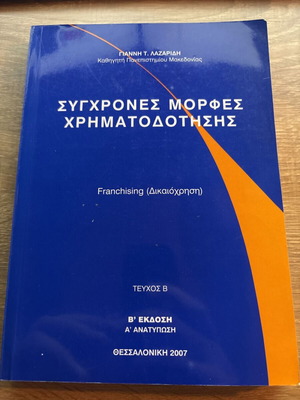 ΓΙΑΝΝΗ Τ. ΛΑΖΑΡΙΔΗ
Καθηγητή Πανεπιστημίου Μακεδονίας
ΣΥΓΧΡΟΝΕΣ ΜΟΡΦΕΣ
ΧΡΗΜΑΤΟΔΟΤΗΣΗΣ
Franchising (Δικαιόχρηση)
ΤΕΥΧΟΣ Β
Β' ΕΚΔΟΣΗ
Α' ΑΝΑΤΥΠΩΣΗ
ΘΕΣΣΑΛΟΝΙΚΗ 2007